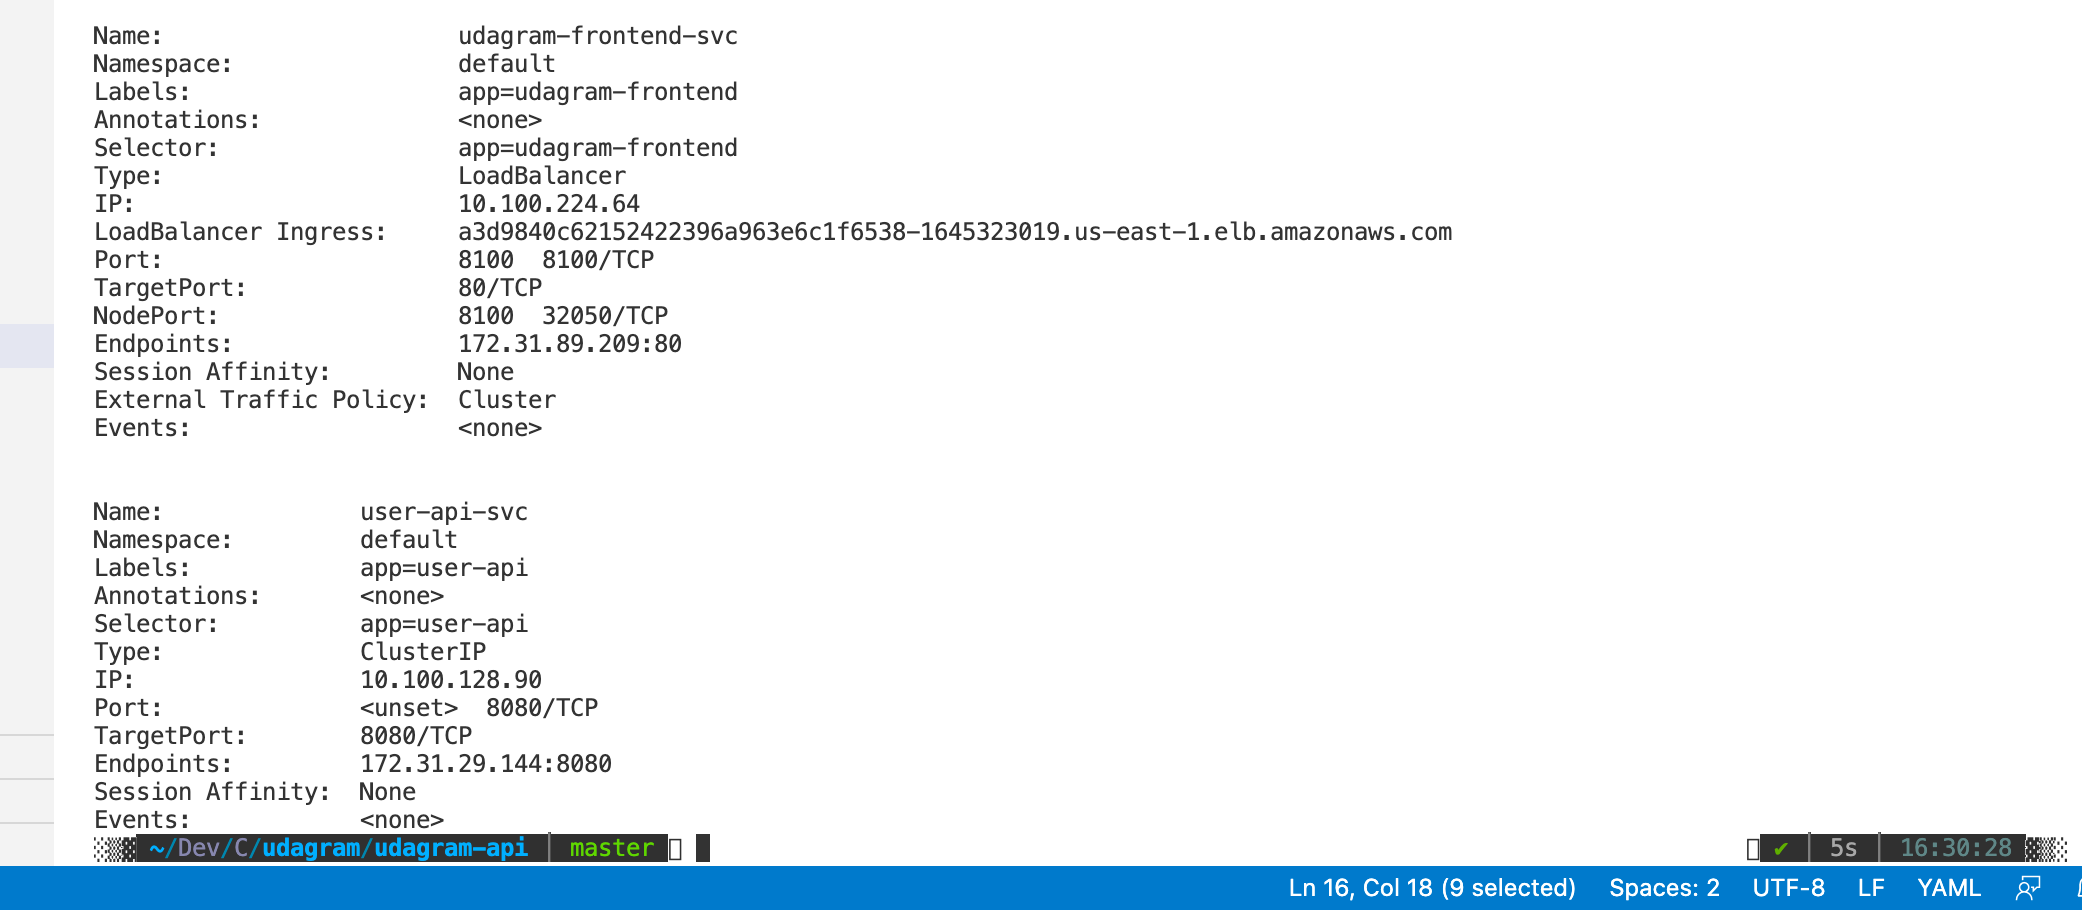 Name:                     udagram-frontend-svc
Namespace:                default
Labels:                   app=udagram-frontend
Annotations:              <none>
Selector:                 app=udagram-frontend
Type:                     LoadBalancer
IP:                       10.100.224.64
LoadBalancer Ingress:     a3d9840c62152422396a963e6c1f6538-1645323019.us-east-1.elb.amazonaws.com
Port:                     8100  8100/TCP
TargetPort:               80/TCP
NodePort:                 8100  32050/TCP
Endpoints:                172.31.89.209:80
Session Affinity:         None
External Traffic Policy:  Cluster
Events:                   <none>
Name:              user-api-svc
Namespace:         default
Labels:            app=user-api
Annotations:       <none>
Selector:          app=user-api
Type:              ClusterIP
IP:                10.100.128.90
Port:              <unset>  8080/TCP
TargetPort:        8080/TCP
Endpoints:         172.31.29.144:8080
Session Affinity:  None
Events:            <none>
~/Dev/C/udagram/udagram-api master ✔ 5s 16:30:28
Ln 16, Col 18 (9 selected) Spaces: 2 UTF-8 LF YAML